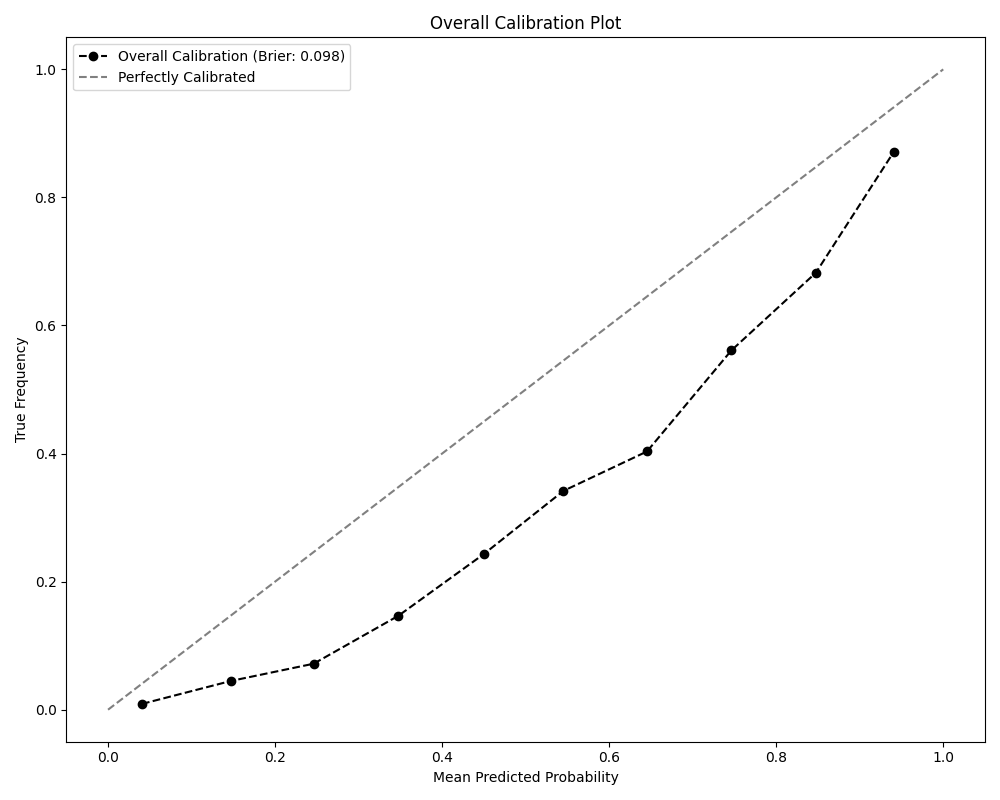 Overall Calibration Plot
Overall Calibration (Brier: 0.098)
Perfectly Calibrated
1.0
0.8
0.6
0.4
0.2
0.0
True Frequency
0.0 0.2 0.4 0.6 0.8 1.0
Mean Predicted Probability